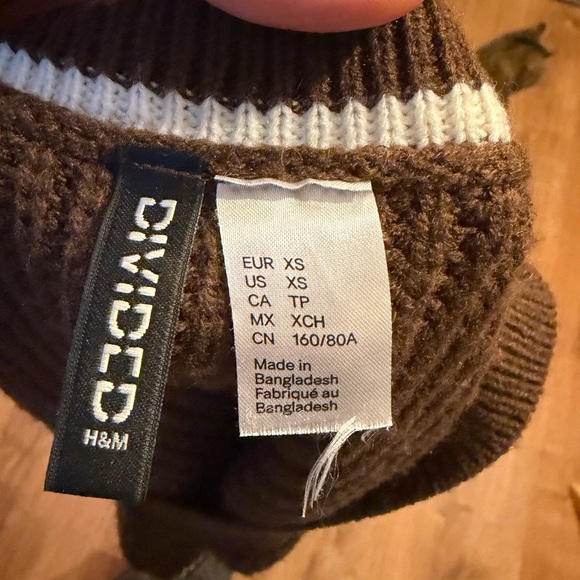 DIVIDED
H&M
EUR XS
US XS
CA TP
MX XCH
CN 160/80A
Made in
Bangladesh
Fabriqué au
Bangladesh